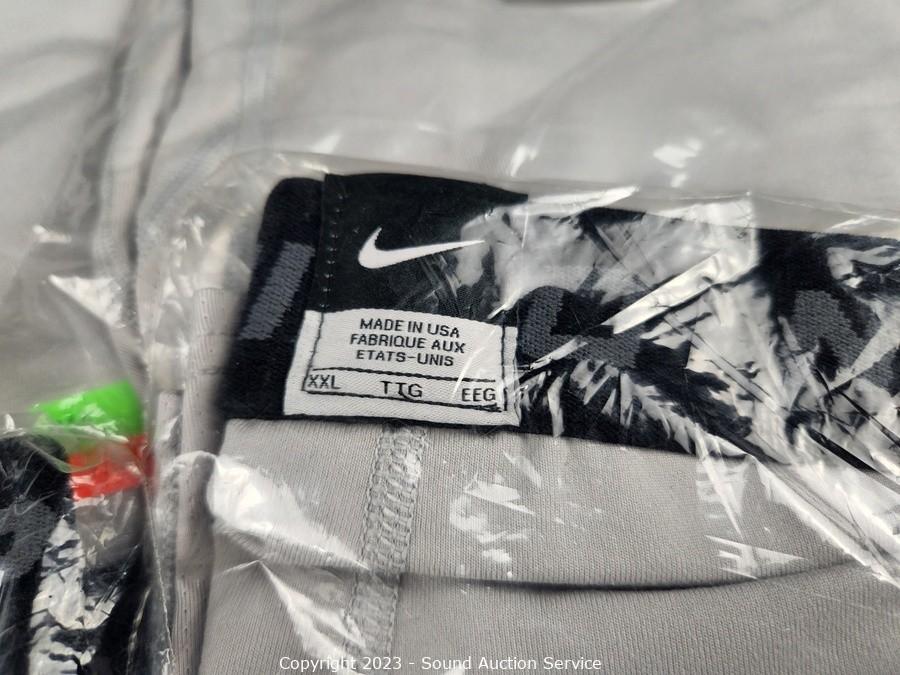 MADE IN USA
FABRIQUE AUX
ETATS-UNIS
XXL TTG EEG
Copyright 2023 - Sound Auction Service